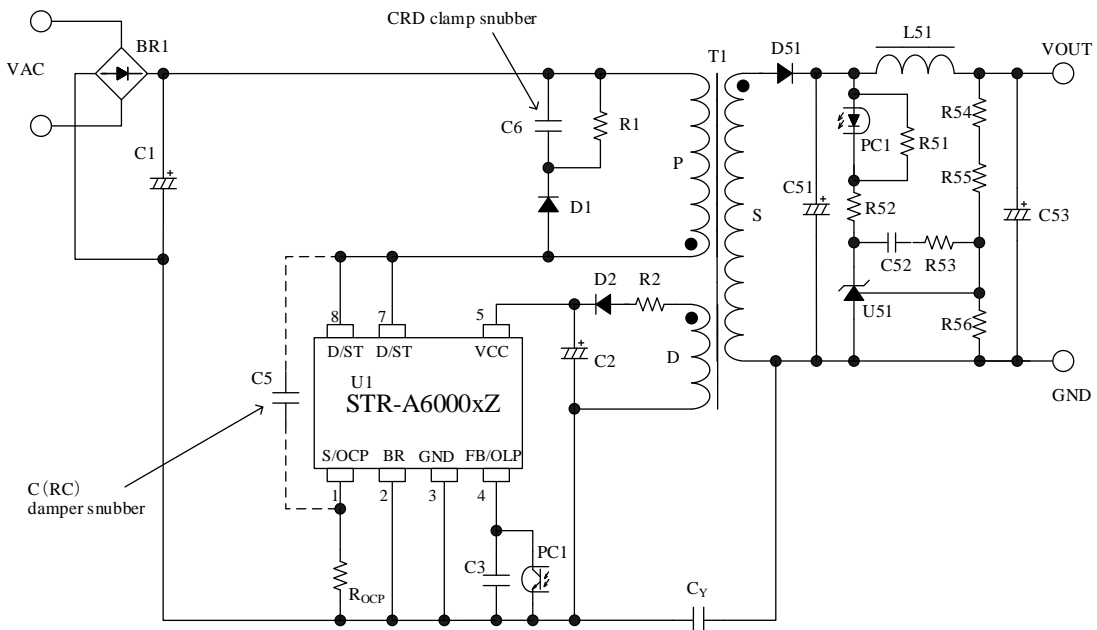 CRD clamp snubber
VAC
BR1
C1
C6
R1
D1
P
T1
S
D51
L51
VOUT
PC1
R51
R54
R55
C51
R52
C53
C52
R53
U51
R56
GND
8
7
5
D/ST
D/ST
VCC
D2
R2
C2
D
C5
U1
STR-A6000xZ
S/OCP
BR
GND
FB/OLP
1
2
3
4
C(RC)
damper snubber
ROCP
C3
PC1
CY